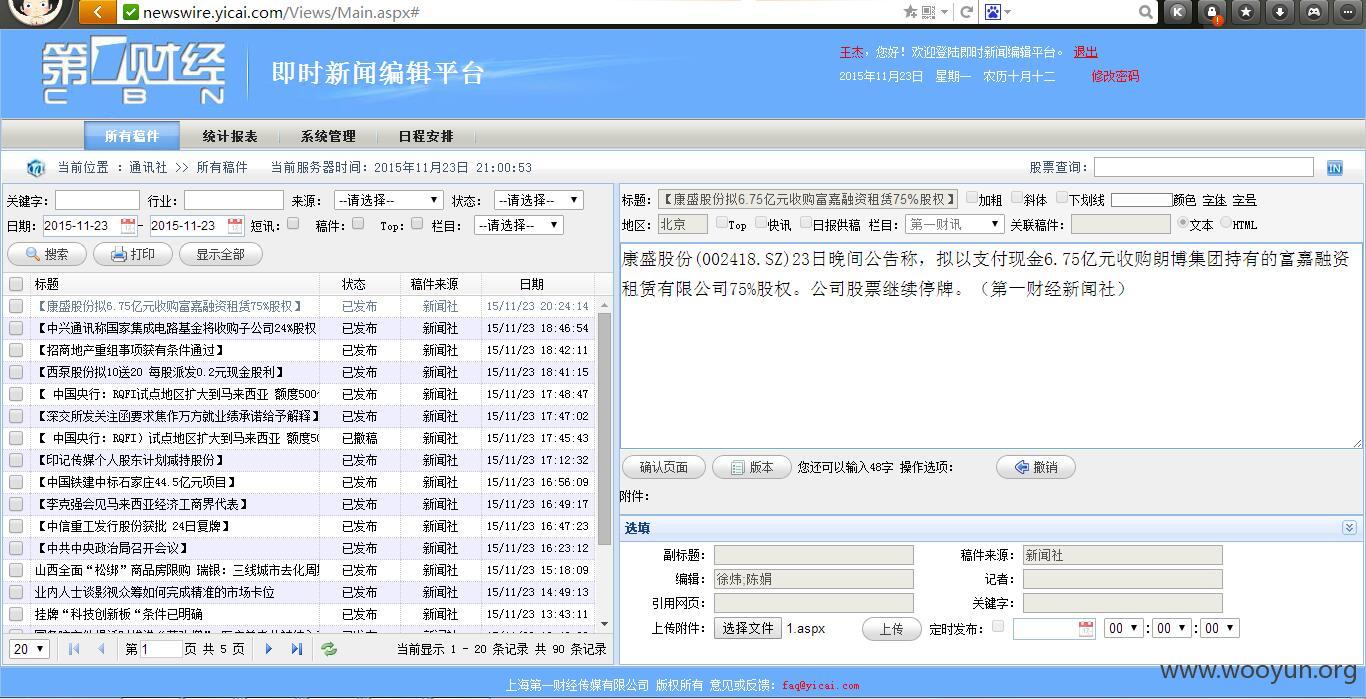 newswire.yicai.com/Views/Main.aspx#
第1财经
CBN
即时新闻编辑平台
王杰，您好！欢迎登陆即时新闻编辑平台。 退出
2015年11月23日 星期一 农历十月十二 修改密码
所有稿件 统计报表 系统管理 日程安排
当前位置 ：通讯社 >> 所有稿件 当前服务器时间：2015年11月23日 21:00:53
股票查询： IN
关键字： 行业： 来源： --请选择-- 状态： --请选择--
日期：2015-11-23 - 2015-11-23 短讯： 稿件： Top： 栏目： --请选择--
搜索 打印 显示全部
标题 状态 稿件来源 日期
【康盛股份拟6.75亿元收购富嘉融资租赁75%股权】 已发布 新闻社 15/11/23 20:24:14
【中兴通讯称国家集成电路基金将收购子公司24%股权 已发布 新闻社 15/11/23 18:46:54
【招商地产重组事项获有条件通过】 已发布 新闻社 15/11/23 18:42:11
【西泵股份拟10送20 每股派发0.2元现金股利】 已发布 新闻社 15/11/23 18:41:15
【 中国央行：RQFI试点地区扩大到马来西亚 额度500 已发布 新闻社 15/11/23 17:48:47
【深交所发关注函要求焦作万方就业绩承诺给予解释】 已发布 新闻社 15/11/23 17:47:02
【 中国央行：RQFI）试点地区扩大到马来西亚 额度50 已撤稿 新闻社 15/11/23 17:45:43
【印记传媒个人股东计划减持股份】 已发布 新闻社 15/11/23 17:12:32
【中国铁建中标石家庄44.5亿元项目】 已发布 新闻社 15/11/23 16:56:09
【李克强会见马来西亚经济工商界代表】 已发布 新闻社 15/11/23 16:49:17
【中信重工发行股份获批 24日复牌】 已发布 新闻社 15/11/23 16:47:23
【中共中央政治局召开会议】 已发布 新闻社 15/11/23 16:23:12
山西全面“松绑”商品房限购 瑞银：三线城市去化周期 已发布 新闻社 15/11/23 15:18:09
业内人士谈影视众筹如何完成精准的市场卡位 已发布 新闻社 15/11/23 14:49:13
挂牌“科技创新板“条件已明确 已发布 新闻社 15/11/23 13:43:11
20 第 1 页 共 5 页 当前显示 1 - 20 条记录 共 90 条记录
标题：【康盛股份拟6.75亿元收购富嘉融资租赁75%股权】 加粗 斜体 下划线 颜色 字体 字号
地区：北京 Top 快讯 日报供稿 栏目：第一财讯 关联稿件： 文本 HTML
康盛股份(002418.SZ)23日晚间公告称，拟以支付现金6.75亿元收购朗博集团持有的富嘉融资
租赁有限公司75%股权。公司股票继续停牌。（第一财经新闻社）
确认页面 版本 您还可以输入48字 操作选项： 撤销
附件：
选填
副标题： 稿件来源：新闻社
编辑：徐炜;陈娟 记者：
引用网页： 关键字：
上传附件：选择文件 1.aspx 上传 定时发布： 00 : 00 : 00
上海第一财经传媒有限公司 版权所有 意见或反馈：faq@yicai.com
www.wooyun.org